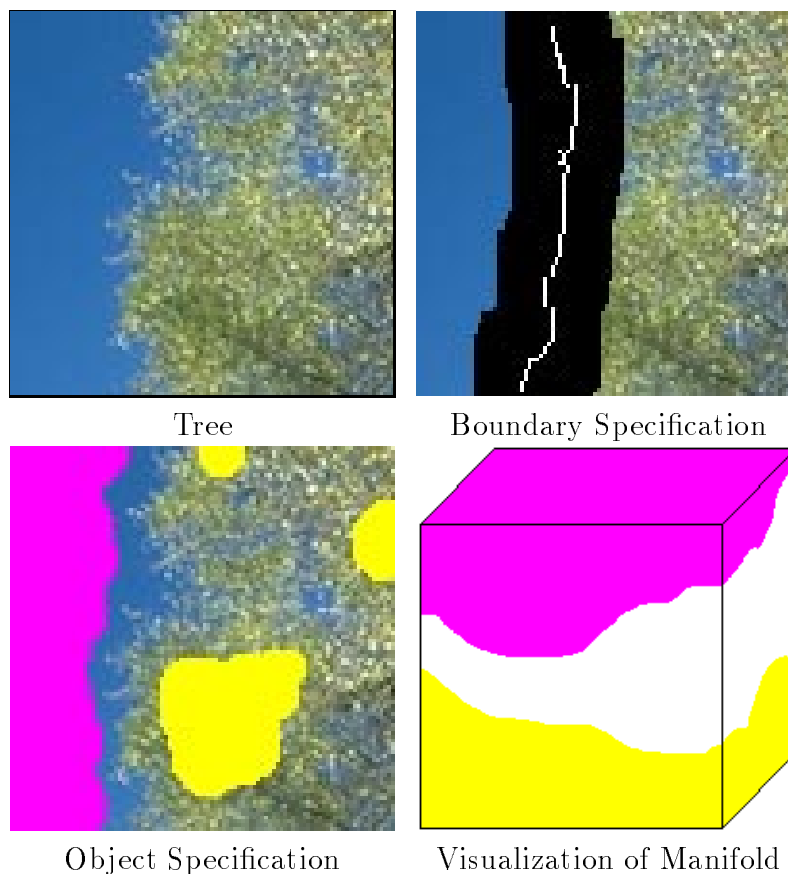 Tree
Boundary Specification
Object Specification
Visualization of Manifold